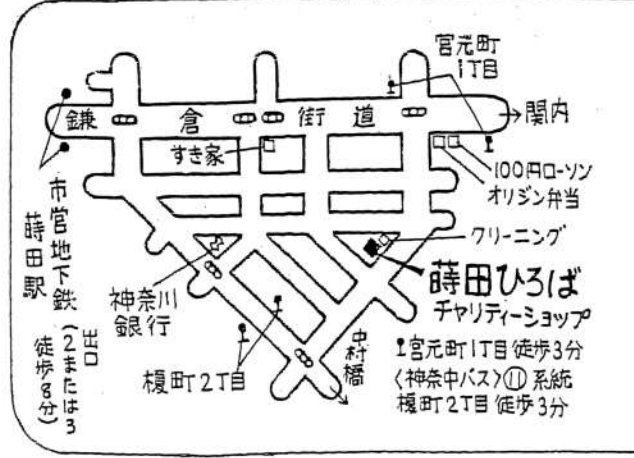 宮元町
1丁目
鎌倉街道
→関内
すき家
100円ローソン
オリジン弁当
クリーニング
市営地下鉄
蒔田駅
出口
(2または3
徒歩8分)
神奈川
銀行
榎町2丁目
中村橋
蒔田ひろば
チャリティーショップ
宮元町1丁目徒歩3分
〈神奈中バス〉⑪系統
榎町2丁目徒歩3分